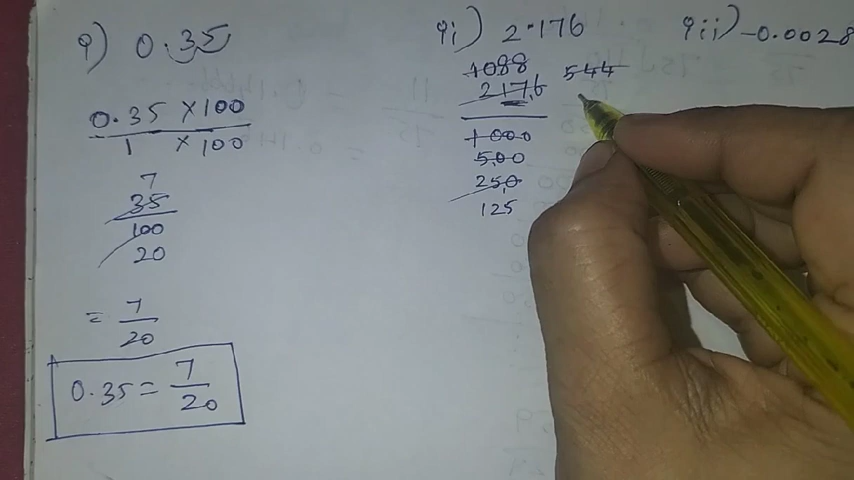 i) 0.35
0.35 × 100
1 × 100
7
35
100
20
= 7
20
0.35 = 7
20
ii) 2.176
1088 544
2176
1000
500
250
125
iii) -0.0028